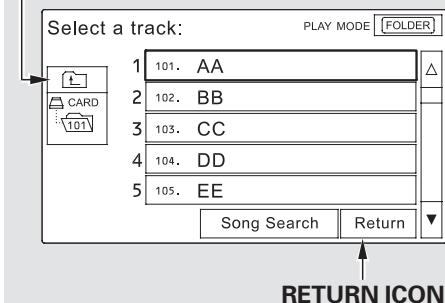 Select a track:
PLAY MODE FOLDER
1 101. AA
2 102. BB
3 103. CC
4 104. DD
5 105. EE
CARD
101
Song Search Return
RETURN ICON